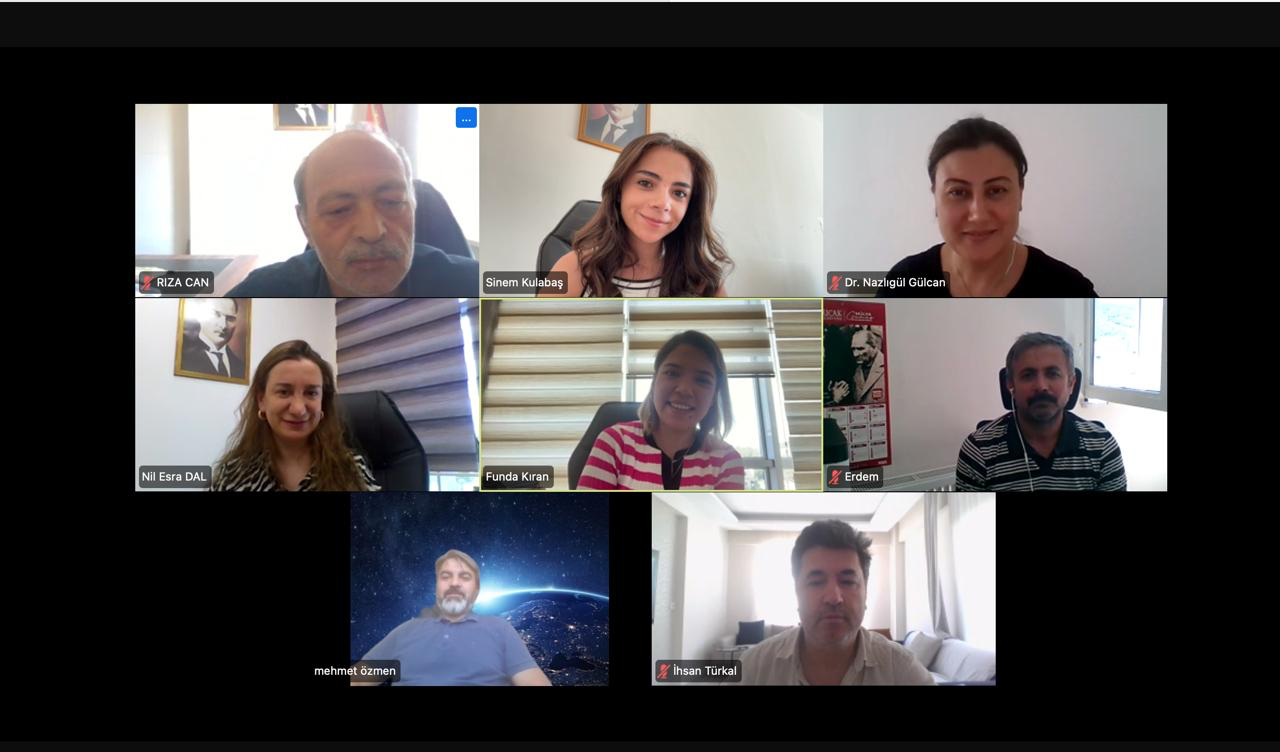 ...
RIZA CAN
Sinem Kulabaş
Dr. Nazlıgül Gülcan
Nil Esra DAL
Funda Kıran
Erdem
mehmet özmen
İhsan Türkal